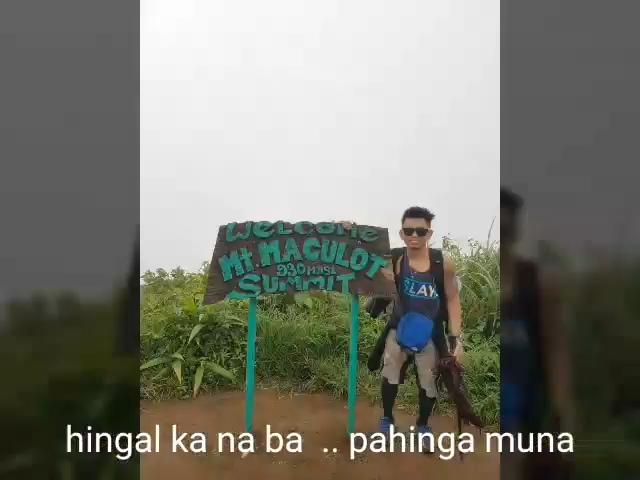 WELCOME
Mt. MACULOT
930 MASL
SUMMIT
SLAY
hingal ka na ba .. pahinga muna